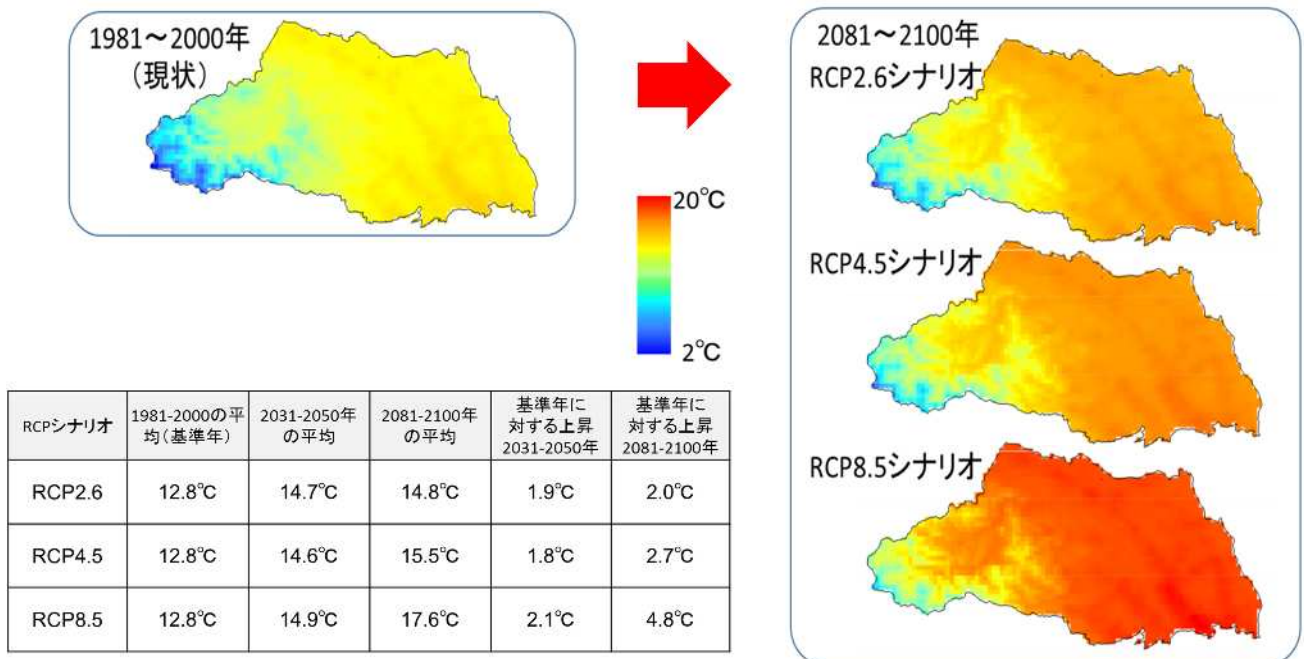 1981～2000年
（現状）
20℃
2℃
2081～2100年
RCP2.6シナリオ
RCP4.5シナリオ
RCP8.5シナリオ
RCPシナリオ
1981-2000の平
均（基準年）
2031-2050年
の平均
2081-2100年
の平均
基準年に
対する上昇
2031-2050年
基準年に
対する上昇
2081-2100年
RCP2.6 12.8℃ 14.7℃ 14.8℃ 1.9℃ 2.0℃
RCP4.5 12.8℃ 14.6℃ 15.5℃ 1.8℃ 2.7℃
RCP8.5 12.8℃ 14.9℃ 17.6℃ 2.1℃ 4.8℃